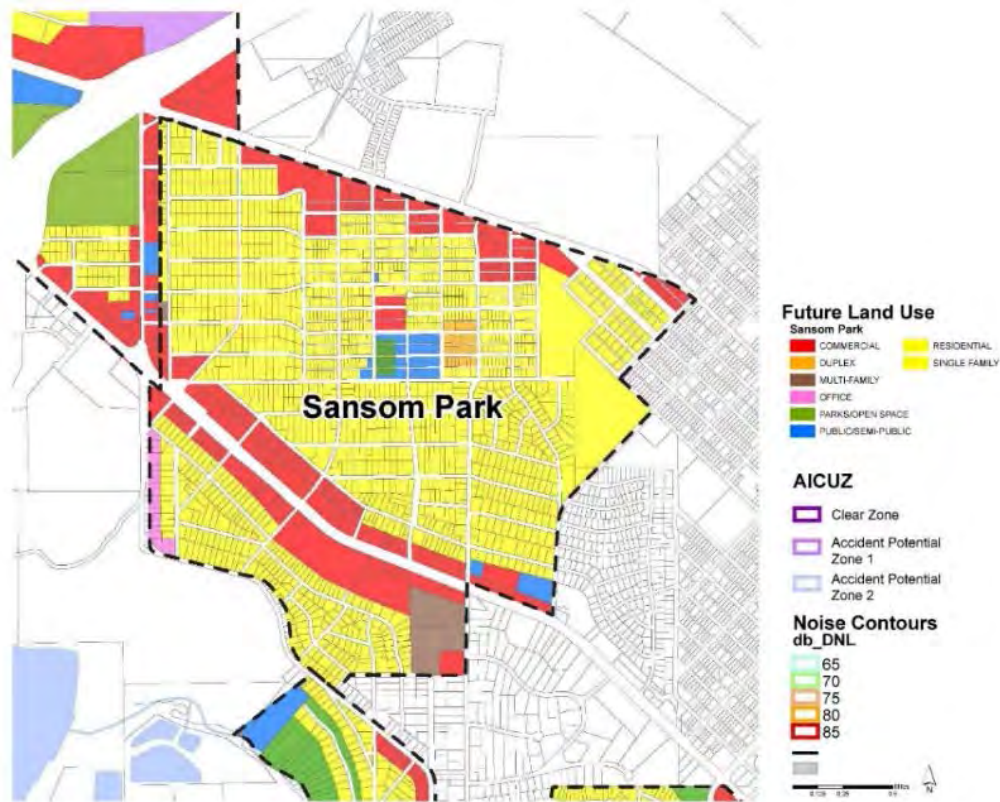 Sansom Park
Future Land Use
Sansom Park
COMMERCIAL
DUPLEX
MULTI-FAMILY
OFFICE
PARKS/OPEN SPACE
PUBLIC/SEMI-PUBLIC
RESIDENTIAL
SINGLE FAMILY
AICUZ
Clear Zone
Accident Potential
Zone 1
Accident Potential
Zone 2
Noise Contours
db_DNL
65
70
75
80
85
N